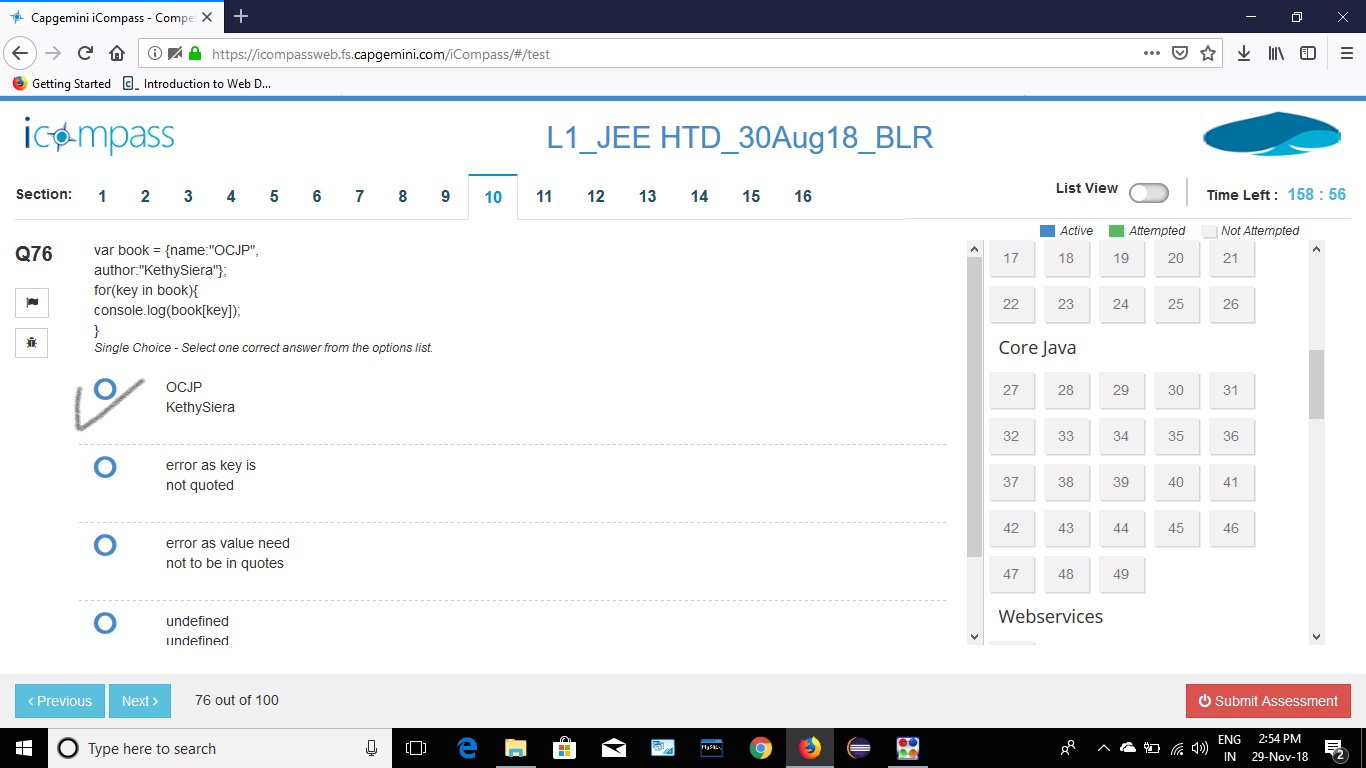 Capgemini iCompass - Compe
https://icompassweb.fs.capgemini.com/iCompass/#/test
Getting Started
Introduction to Web D...
icompass
L1_JEE HTD_30Aug18_BLR
Section: 1 2 3 4 5 6 7 8 9 10 11 12 13 14 15 16
List View
Time Left : 158 : 56
Active Attempted Not Attempted
Q76
var book = {name:"OCJP",
author:"KethySiera"};
for(key in book){
console.log(book[key]);
}
Single Choice - Select one correct answer from the options list.
OCJP
KethySiera
error as key is
not quoted
error as value need
not to be in quotes
undefined
undefined
17 18 19 20 21
22 23 24 25 26
Core Java
27 28 29 30 31
32 33 34 35 36
37 38 39 40 41
42 43 44 45 46
47 48 49
Webservices
Previous
Next
76 out of 100
Submit Assessment
Type here to search
MySQL
ENG
IN
2:54 PM
29-Nov-18
2